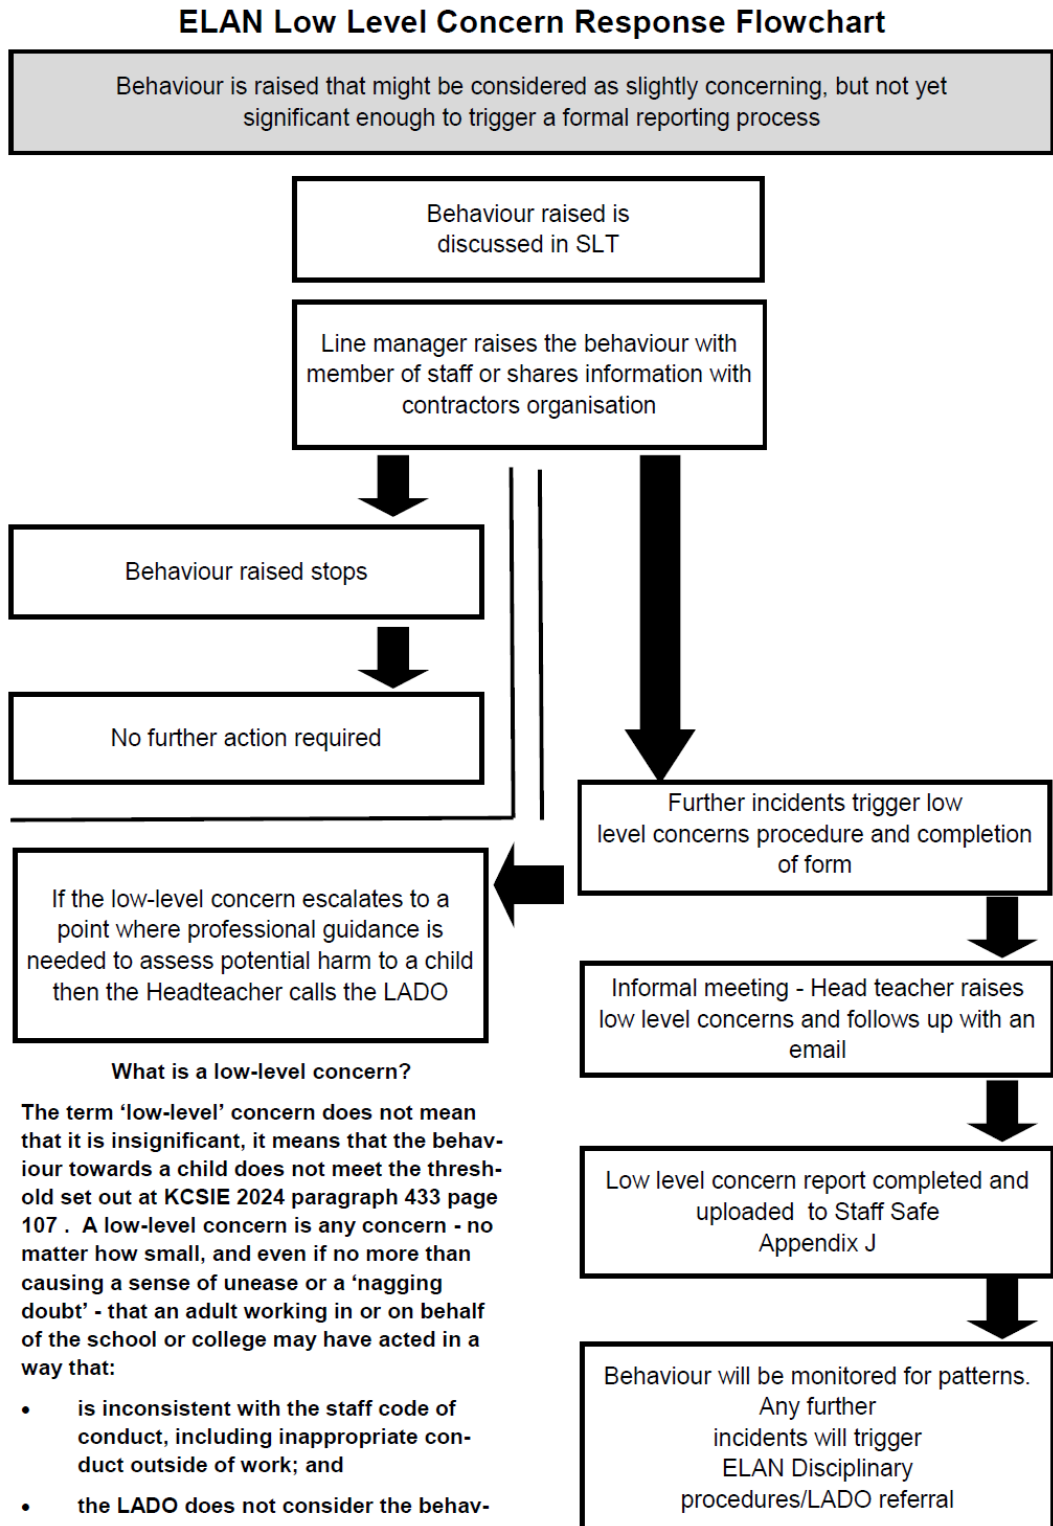 ELAN Low Level Concern Response Flowchart
Behaviour is raised that might be considered as slightly concerning, but not yet
significant enough to trigger a formal reporting process
Behaviour raised is
discussed in SLT
Line manager raises the behaviour with
member of staff or shares information with
contractors organisation
Behaviour raised stops
No further action required
Further incidents trigger low
level concerns procedure and completion
of form
If the low-level concern escalates to a
point where professional guidance is
needed to assess potential harm to a child
then the Headteacher calls the LADO
Informal meeting - Head teacher raises
low level concerns and follows up with an
email
Low level concern report completed and
uploaded to Staff Safe
Appendix J
Behaviour will be monitored for patterns.
Any further
incidents will trigger
ELAN Disciplinary
procedures/LADO referral
What is a low-level concern?
The term ‘low-level’ concern does not mean
that it is insignificant, it means that the behav-
iour towards a child does not meet the thresh-
old set out at KCSIE 2024 paragraph 433 page
107 . A low-level concern is any concern - no
matter how small, and even if no more than
causing a sense of unease or a ‘nagging
doubt’ - that an adult working in or on behalf
of the school or college may have acted in a
way that:
• is inconsistent with the staff code of
conduct, including inappropriate con-
duct outside of work; and
• the LADO does not consider the behav-